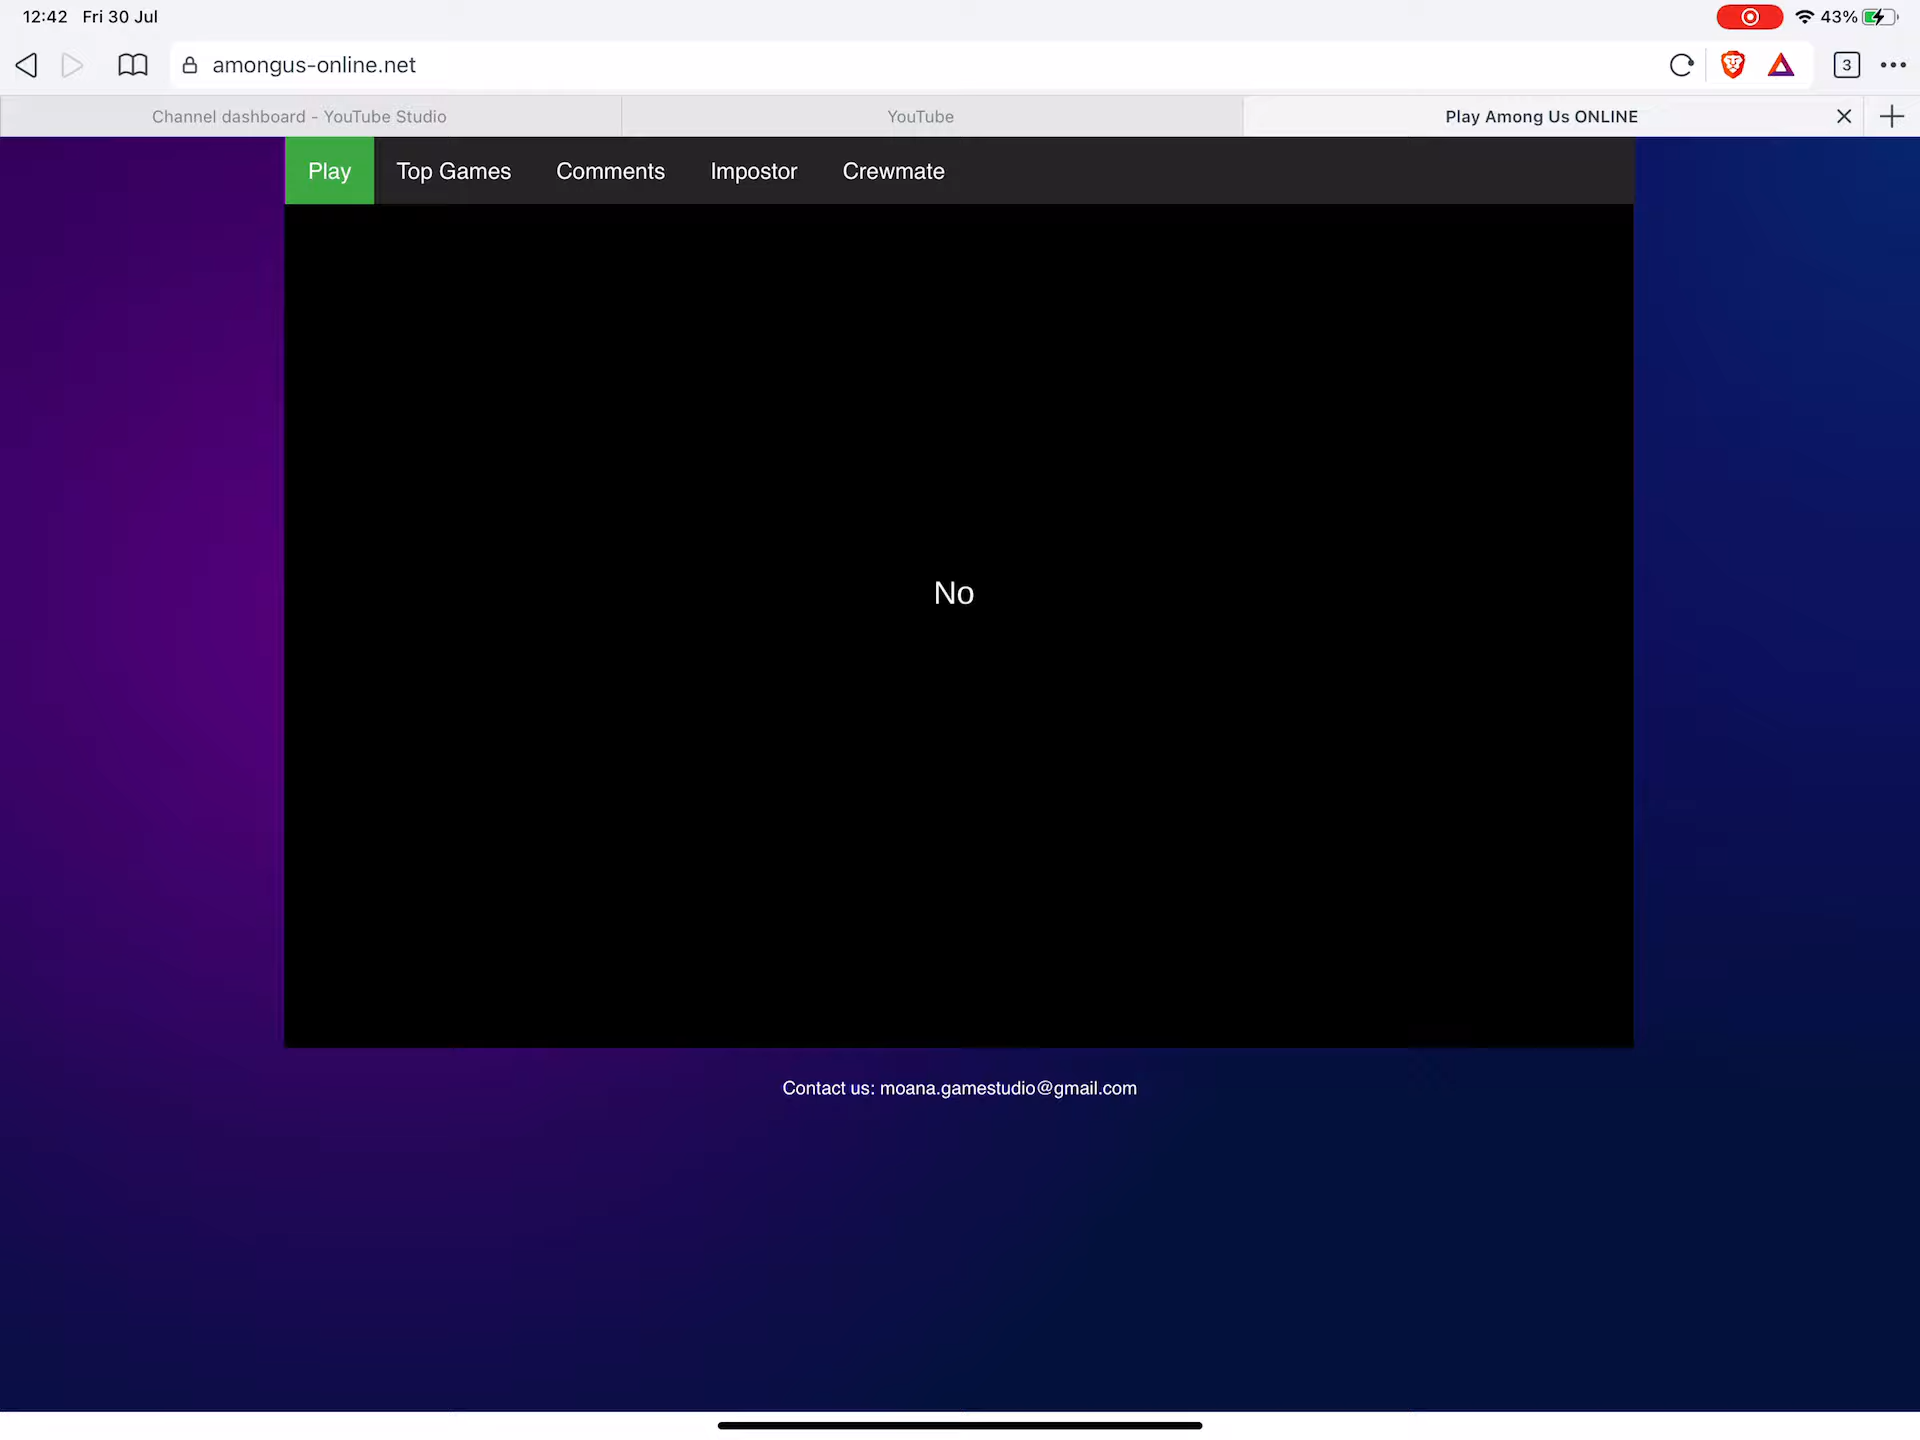 12:42 Fri 30 Jul
43%
amongus-online.net
3
Channel dashboard - YouTube Studio
YouTube
Play Among Us ONLINE
Play
Top Games
Comments
Impostor
Crewmate
No
Contact us: moana.gamestudio@gmail.com